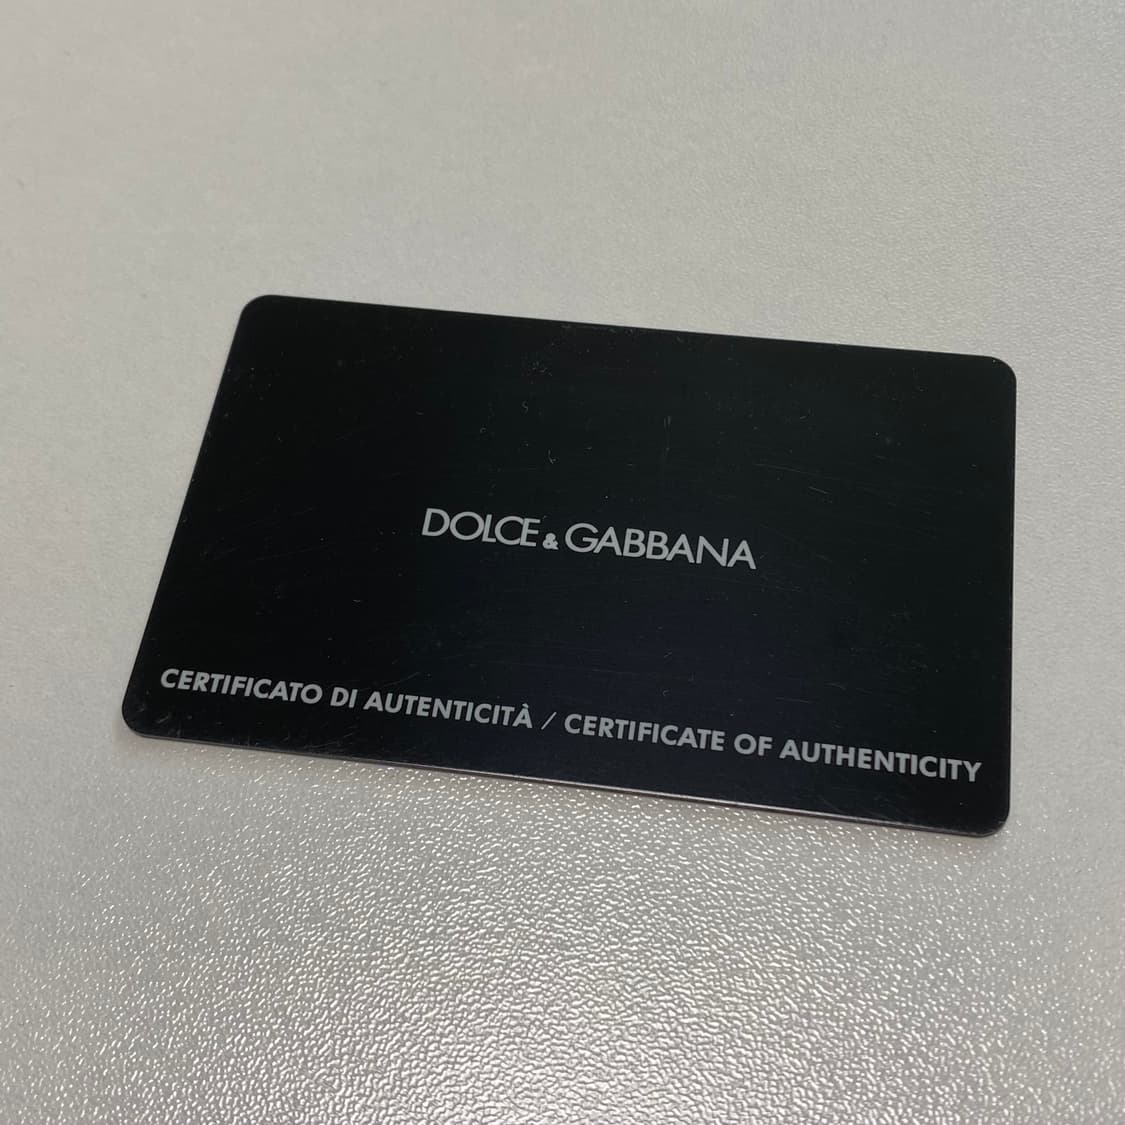 DOLCE & GABBANA
CERTIFICATO DI AUTENTICITÀ / CERTIFICATE OF AUTHENTICITY